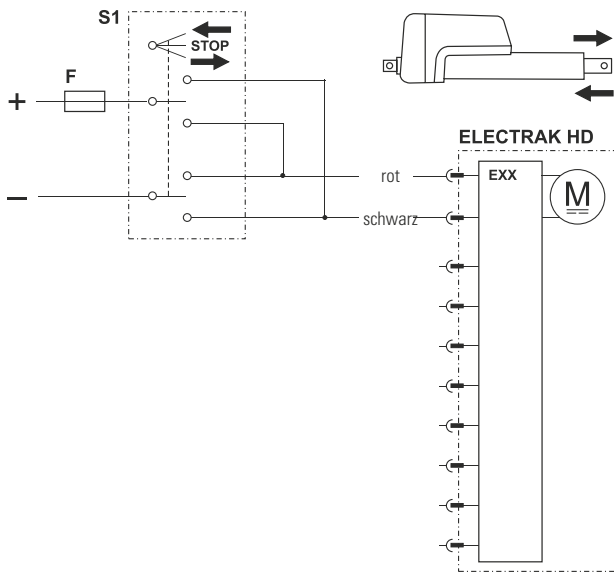 S1
STOP
F
+
−
ELECTRAK HD
rot
EXX
M
schwarz